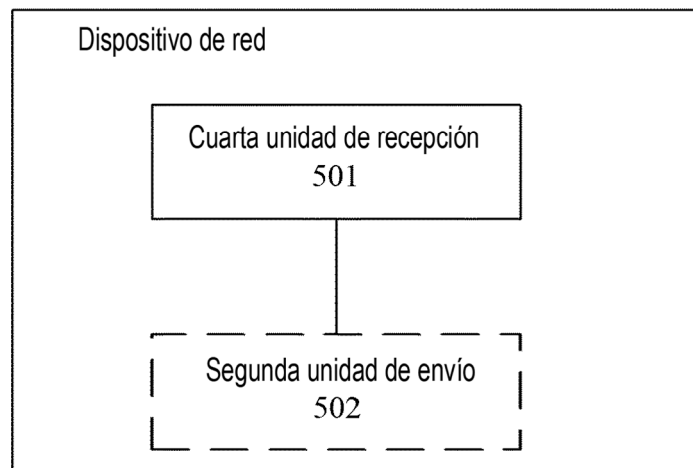 Dispositivo de red
Cuarta unidad de recepción
501
Segunda unidad de envío
502